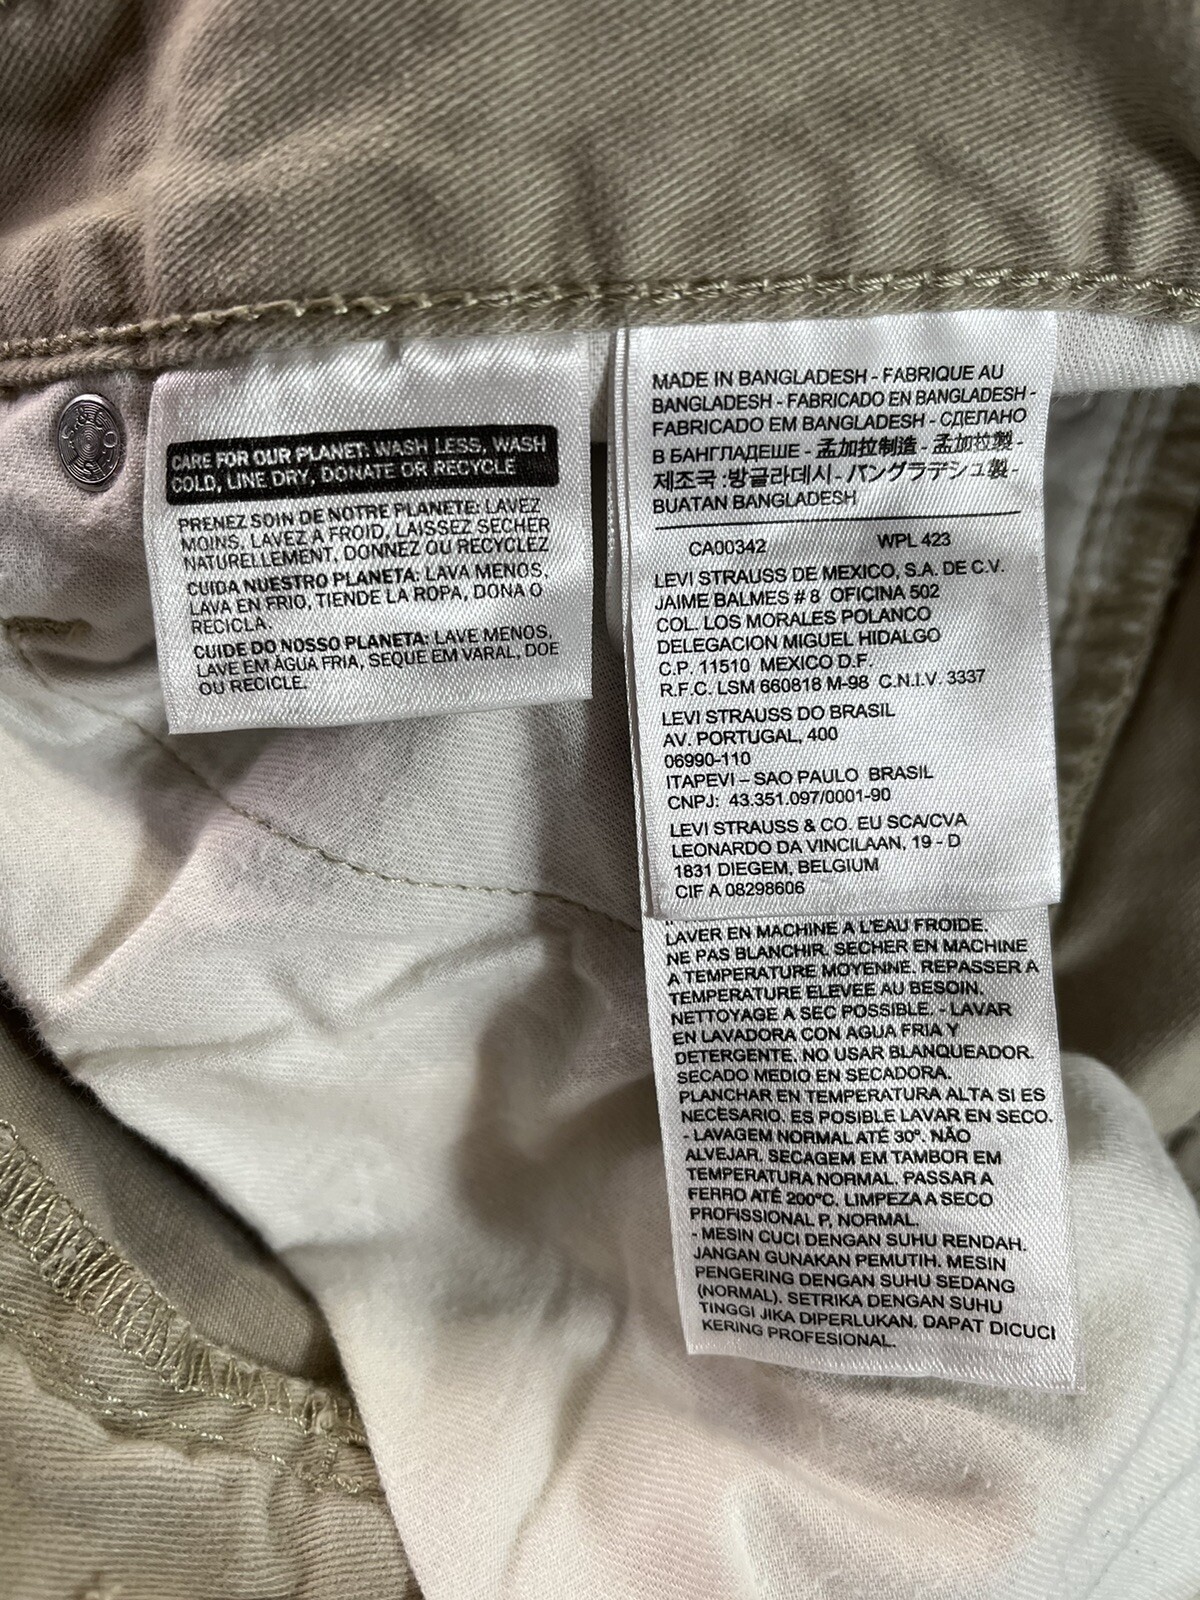 CARE FOR OUR PLANET: WASH LESS, WASH
COLD, LINE DRY, DONATE OR RECYCLE
PRENEZ SOIN DE NOTRE PLANETE: LAVEZ
MOINS, LAVEZ A FROID, LAISSEZ SECHER
NATURELLEMENT, DONNEZ OU RECYCLEZ
CUIDA NUESTRO PLANETA: LAVA MENOS,
LAVA EN FRIO, TIENDE LA ROPA, DONA O
RECICLA.
CUIDE DO NOSSO PLANETA: LAVE MENOS,
LAVE EM ÁGUA FRIA, SEQUE EM VARAL, DOE
OU RECICLE.
MADE IN BANGLADESH - FABRIQUE AU
BANGLADESH - FABRICADO EN BANGLADESH -
FABRICADO EM BANGLADESH - СДЕЛАНО
В БАНГЛАДЕШЕ - 孟加拉制造 - 孟加拉製 -
제조국 :방글라데시 - バングラデシュ製 -
BUATAN BANGLADESH
CA00342 WPL 423
LEVI STRAUSS DE MEXICO, S.A. DE C.V.
JAIME BALMES # 8 OFICINA 502
COL. LOS MORALES POLANCO
DELEGACION MIGUEL HIDALGO
C.P. 11510 MEXICO D.F.
R.F.C. LSM 660818 M-98 C.N.I.V. 3337
LEVI STRAUSS DO BRASIL
AV. PORTUGAL, 400
06990-110
ITAPEVI – SAO PAULO BRASIL
CNPJ: 43.351.097/0001-90
LEVI STRAUSS & CO. EU SCA/CVA
LEONARDO DA VINCILAAN, 19 - D
1831 DIEGEM, BELGIUM
CIF A 08298606
LAVER EN MACHINE A L'EAU FROIDE.
NE PAS BLANCHIR. SECHER EN MACHINE
A TEMPERATURE MOYENNE. REPASSER A
TEMPERATURE ELEVEE AU BESOIN.
NETTOYAGE A SEC POSSIBLE. - LAVAR
EN LAVADORA CON AGUA FRIA Y
DETERGENTE. NO USAR BLANQUEADOR.
SECADO MEDIO EN SECADORA.
PLANCHAR EN TEMPERATURA ALTA SI ES
NECESARIO. ES POSIBLE LAVAR EN SECO.
- LAVAGEM NORMAL ATÉ 30°. NÃO
ALVEJAR. SECAGEM EM TAMBOR EM
TEMPERATURA NORMAL. PASSAR A
FERRO ATÉ 200ºC. LIMPEZA A SECO
PROFISSIONAL P, NORMAL.
- MESIN CUCI DENGAN SUHU RENDAH.
JANGAN GUNAKAN PEMUTIH. MESIN
PENGERING DENGAN SUHU SEDANG
(NORMAL). SETRIKA DENGAN SUHU
TINGGI JIKA DIPERLUKAN. DAPAT DICUCI
KERING PROFESIONAL.